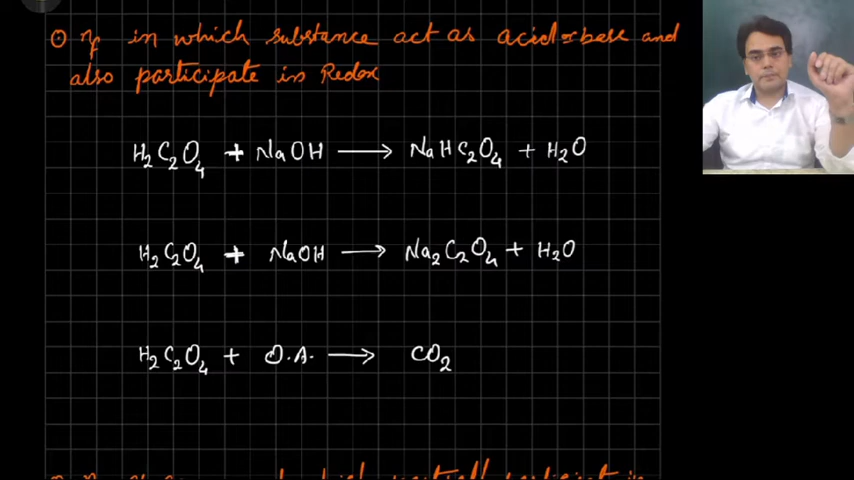 ⊙ ηf in which substance act as acid or base and
also participate in Redox
H2C2O4 + NaOH ⟶ NaHC2O4 + H2O
H2C2O4 + NaOH ⟶ Na2C2O4 + H2O
H2C2O4 + O.A. ⟶ CO2